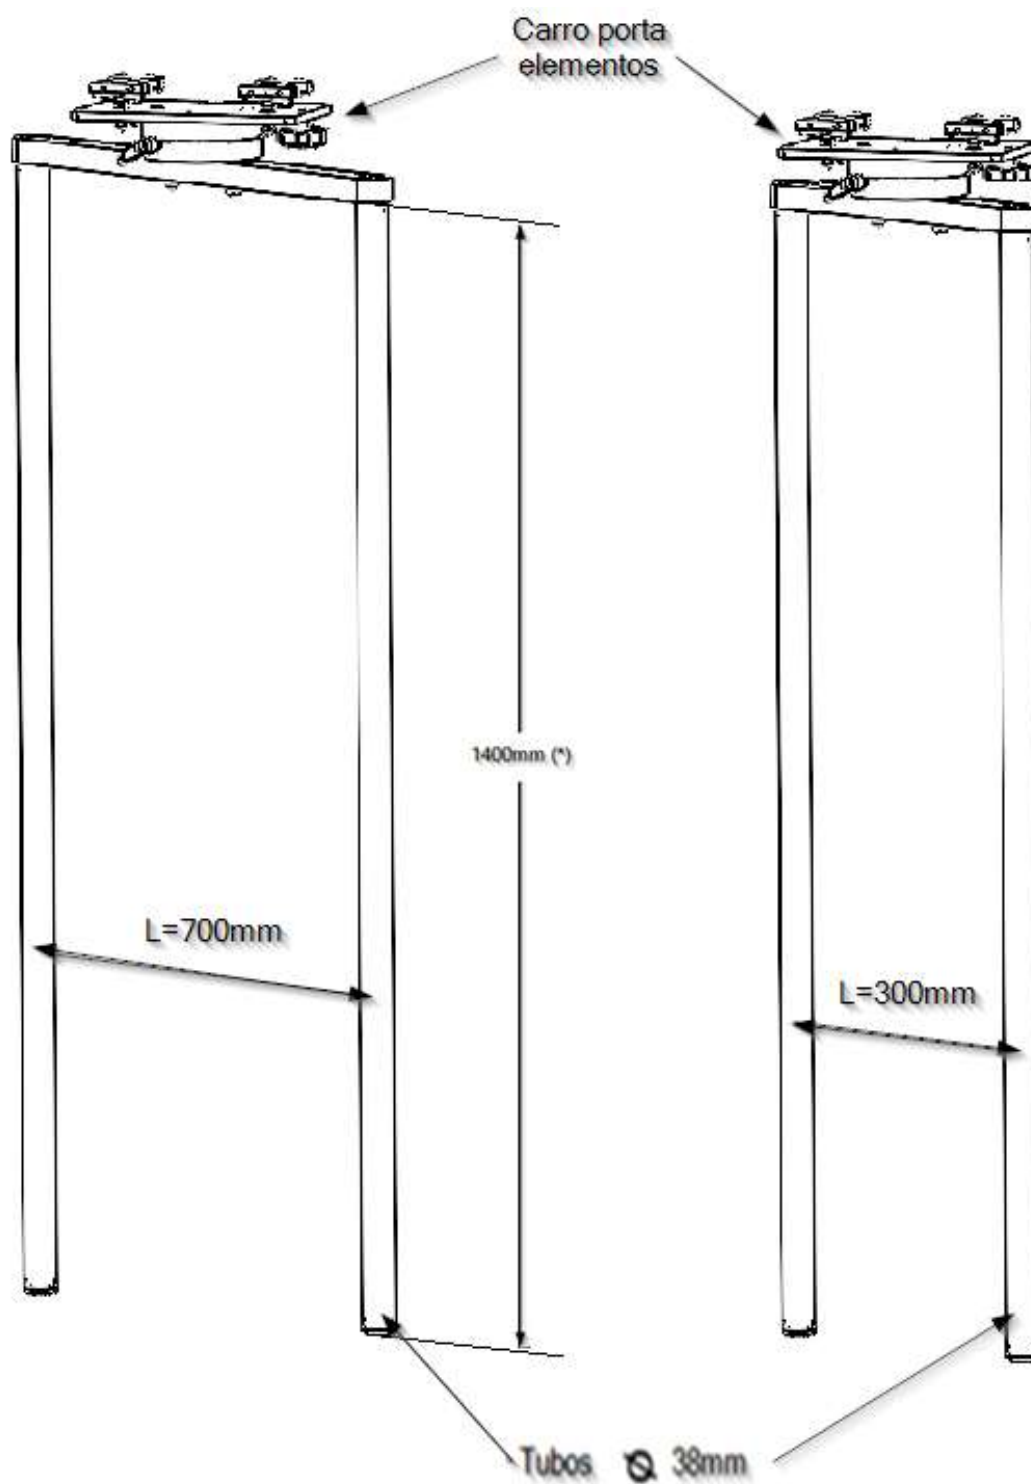 Carro porta
elementos
1400mm (*)
L=700mm
L=300mm
Tubos Ø 38mm